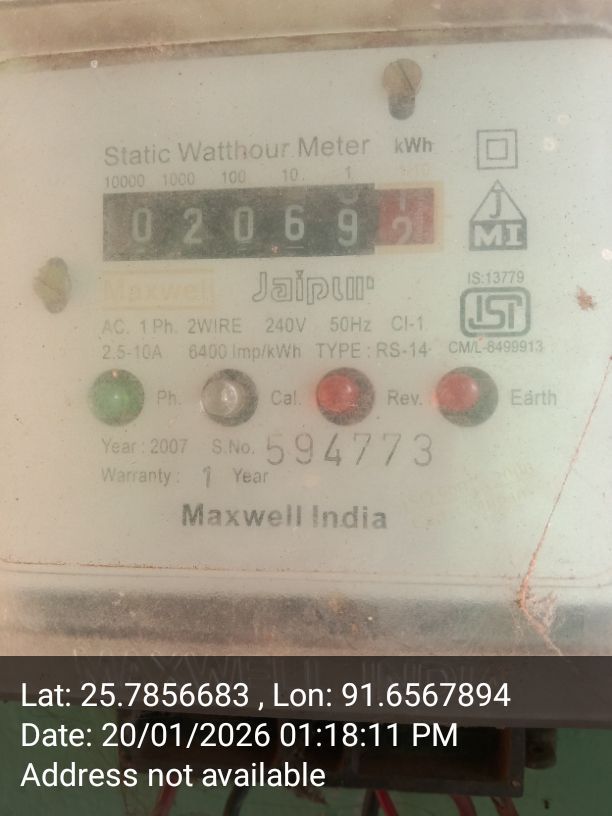 Static Watthour Meter kWh
10000 1000 100 10 1
0 2 0 6 9 2
J
MI
Maxwell Jaipur
IS:13779
ISI
AC. 1 Ph. 2WIRE 240V 50Hz Cl-1
2.5-10A 6400 Imp/kWh TYPE : RS-14 CM/L-8499913
Ph. Cal. Rev. Earth
Year : 2007 S.No. 594773
Warranty : 1 Year
Maxwell India
MAXWELL INDIA
Lat: 25.7856683 , Lon: 91.6567894
Date: 20/01/2026 01:18:11 PM
Address not available